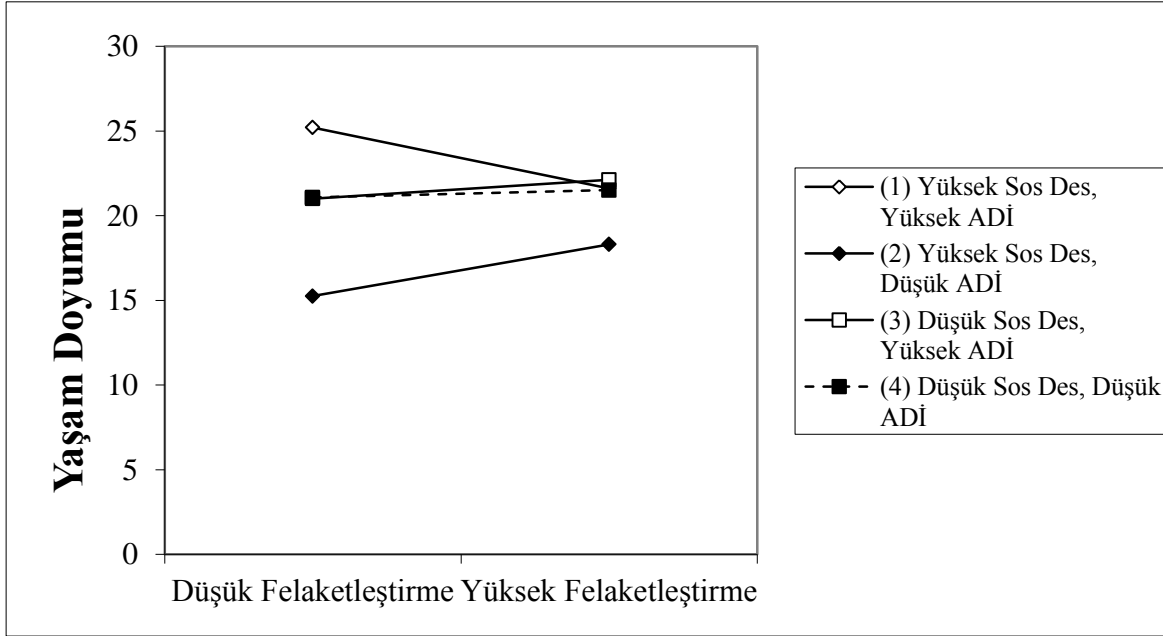 30
25
20
15
10
5
0
Yaşam Doyumu
Düşük Felaketleştirme Yüksek Felaketleştirme
(1) Yüksek Sos Des,
Yüksek ADİ
(2) Yüksek Sos Des,
Düşük ADİ
(3) Düşük Sos Des,
Yüksek ADİ
(4) Düşük Sos Des, Düşük
ADİ